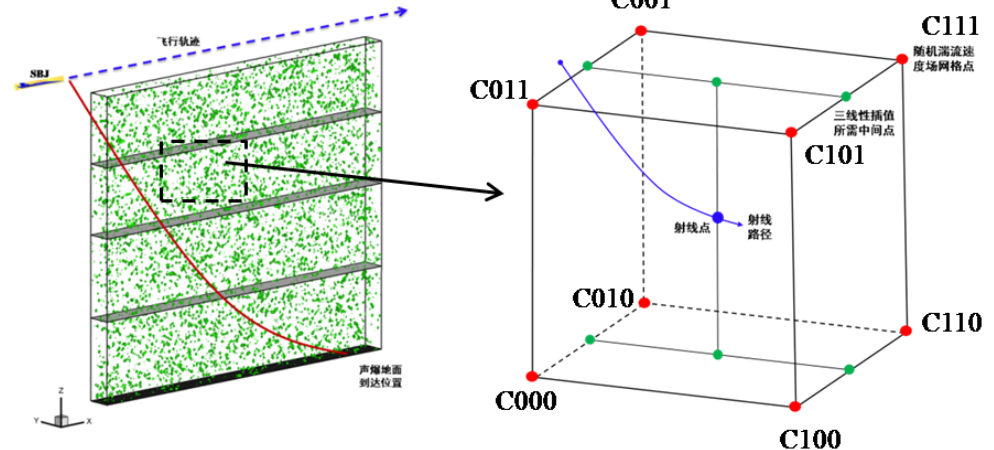 C001
C111
飞行轨迹
随机湍流速
度场网格点
SBJ
C011
三线性插值
所需中间点
C101
射线点
射线
路径
C010
C110
声爆地面
到达位置
Z
Y
X
C000
C100